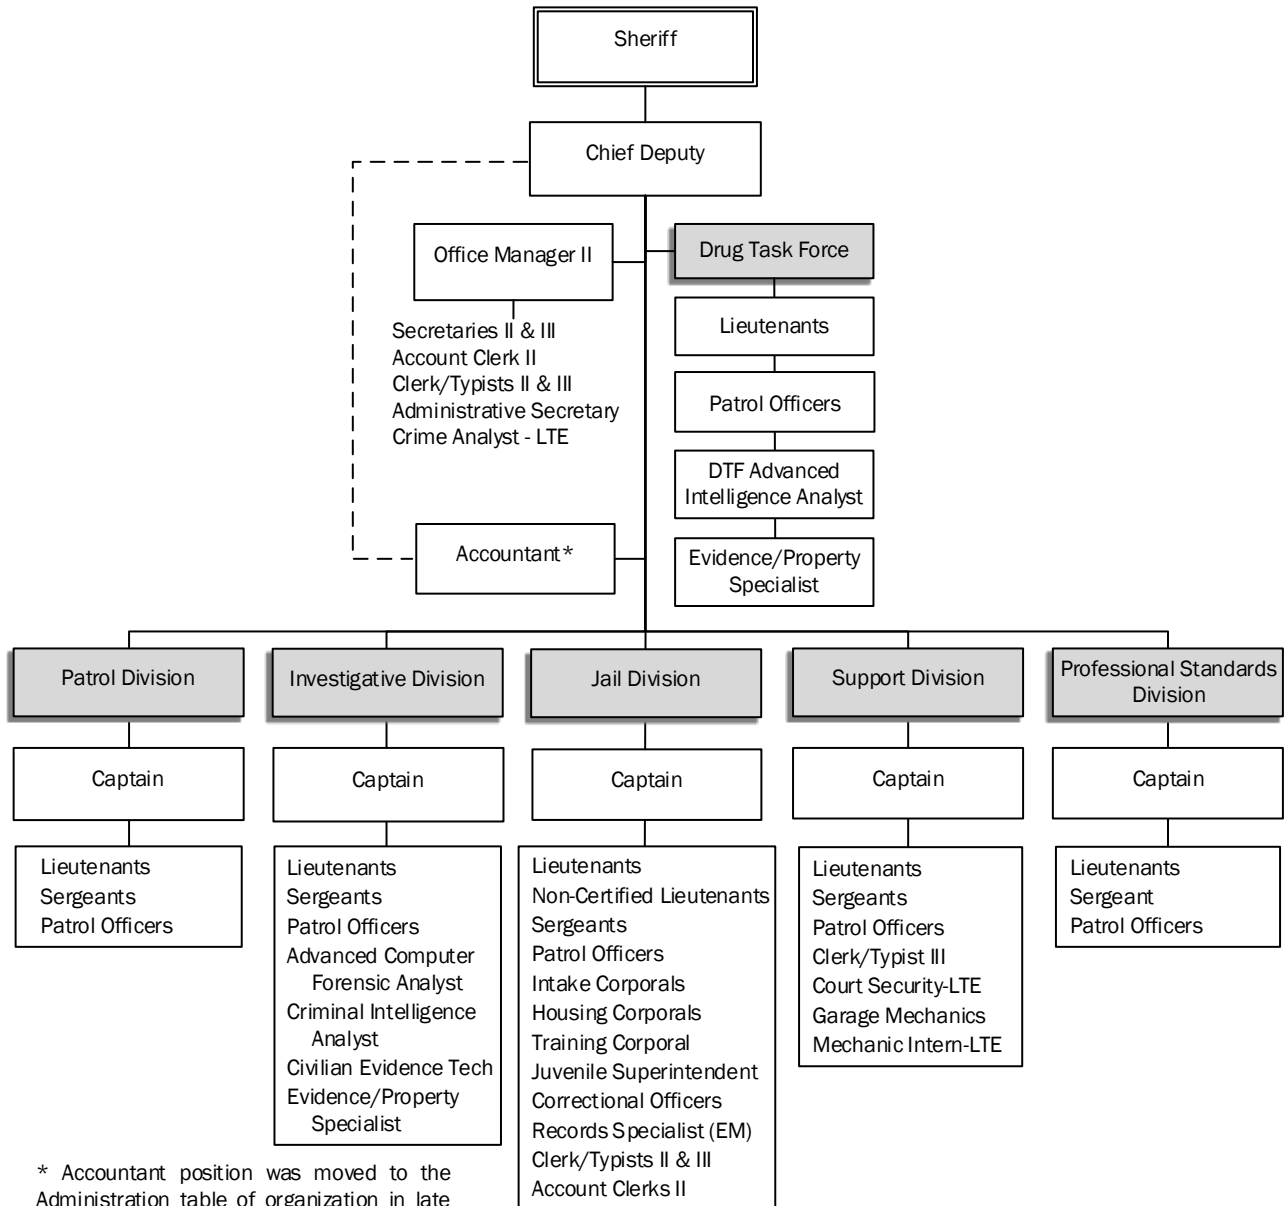 Sheriff
Chief Deputy
Office Manager II
Secretaries II & III
Account Clerk II
Clerk/Typists II & III
Administrative Secretary
Crime Analyst - LTE
Accountant*
Drug Task Force
Lieutenants
Patrol Officers
DTF Advanced
Intelligence Analyst
Evidence/Property
Specialist
Patrol Division
Captain
Lieutenants
Sergeants
Patrol Officers
Investigative Division
Captain
Lieutenants
Sergeants
Patrol Officers
Advanced Computer
Forensic Analyst
Criminal Intelligence
Analyst
Civilian Evidence Tech
Evidence/Property
Specialist
Jail Division
Captain
Lieutenants
Non-Certified Lieutenants
Sergeants
Patrol Officers
Intake Corporals
Housing Corporals
Training Corporal
Juvenile Superintendent
Correctional Officers
Records Specialist (EM)
Clerk/Typists II & III
Account Clerks II
Support Division
Captain
Lieutenants
Sergeants
Patrol Officers
Clerk/Typist III
Court Security-LTE
Garage Mechanics
Mechanic Intern-LTE
Professional Standards
Division
Captain
Lieutenants
Sergeant
Patrol Officers
* Accountant position was moved to the
Administration table of organization in late